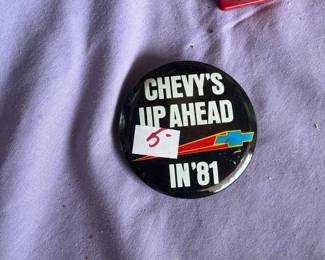 CHEVY'S
UP AHEAD
5.-
IN '81